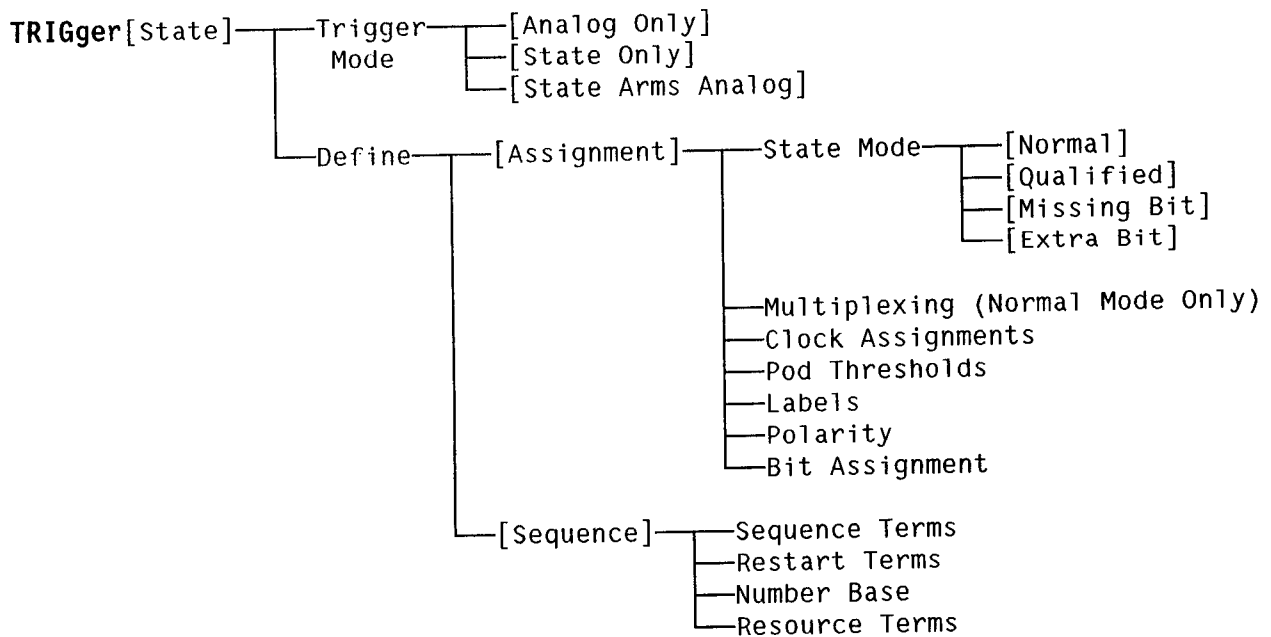 TRIGger[State] Trigger Mode [Analog Only]
[State Only]
[State Arms Analog]
Define [Assignment] State Mode [Normal]
[Qualified]
[Missing Bit]
[Extra Bit]
Multiplexing (Normal Mode Only)
Clock Assignments
Pod Thresholds
Labels
Polarity
Bit Assignment
[Sequence] Sequence Terms
Restart Terms
Number Base
Resource Terms